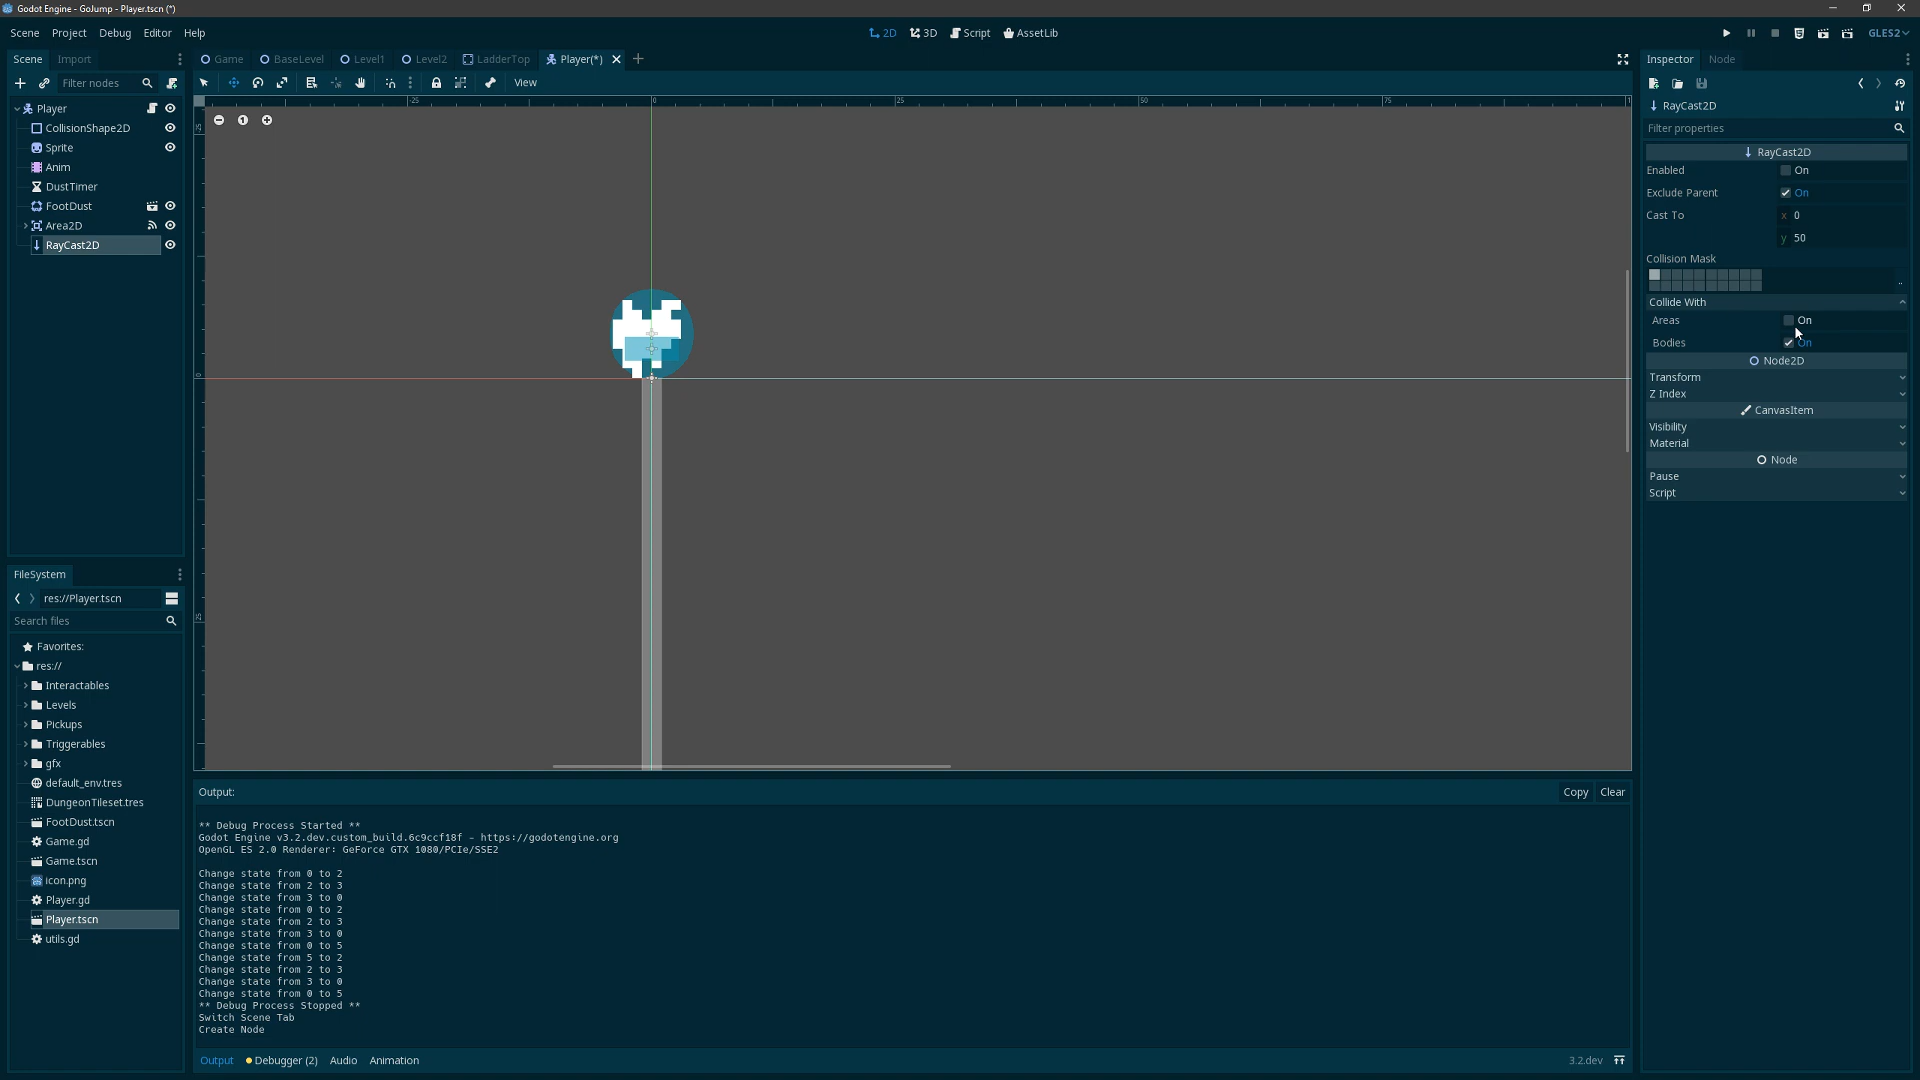 Godot Engine - GoJump - Player.tscn (*)
Scene Project Debug Editor Help
2D 3D Script AssetLib
GLES2
Scene Import
Game BaseLevel Level1 Level2 LadderTop Player(*)
Inspector Node
Filter nodes
View
Player
CollisionShape2D
Sprite
Anim
DustTimer
FootDust
Area2D
RayCast2D
-25 0 25 50 75
25
0
25
RayCast2D
Filter properties
RayCast2D
Enabled On
Exclude Parent On
Cast To x 0
y 50
Collision Mask
..
Collide With
Areas On
Bodies On
Node2D
Transform
Z Index
CanvasItem
Visibility
Material
Node
Pause
Script
FileSystem
res://Player.tscn
Search files
Favorites:
res://
Interactables
Levels
Pickups
Triggerables
gfx
default_env.tres
DungeonTileset.tres
FootDust.tscn
Game.gd
Game.tscn
icon.png
Player.gd
Player.tscn
utils.gd
Output: Copy Clear
** Debug Process Started **
Godot Engine v3.2.dev.custom_build.6c9ccf18f - https://godotengine.org
OpenGL ES 2.0 Renderer: GeForce GTX 1080/PCIe/SSE2
Change state from 0 to 2
Change state from 2 to 3
Change state from 3 to 0
Change state from 0 to 2
Change state from 2 to 3
Change state from 3 to 0
Change state from 0 to 5
Change state from 5 to 2
Change state from 2 to 3
Change state from 3 to 0
Change state from 0 to 5
** Debug Process Stopped **
Switch Scene Tab
Create Node
Output Debugger (2) Audio Animation 3.2.dev